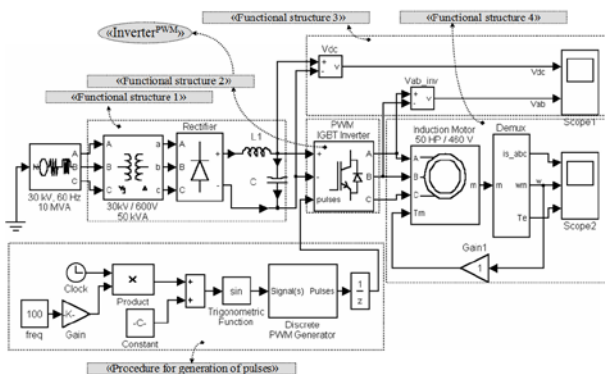 «Functional structure 3»
«Functional structure 4»
«Inverter^PWM»
«Functional structure 2»
«Functional structure 1»
Vdc
+
-
v
Vdc
Vab_inv
+
-
v
Vab
Scope1
Rectifier
L1
C
PWM
IGBT Inverter
+
-
pulses
A
B
C
Induction Motor
50 HP / 460 V
A
B
C
Tm
m
Demux
m
is_abc
wm
Te
w
Scope2
A
B
C
30 kV, 60 Hz
10 MVA
A
B
C
a
b
c
30kV / 600V
50 kVA
A
B
C
+
-
Gain1
1
Clock
×
Product
100
freq
-K-
Gain
-C-
Constant
+
+
sin
Trigonometric
Function
Signal(s) Pulses
Discrete
PWM Generator
1
z
«Procedure for generation of pulses»